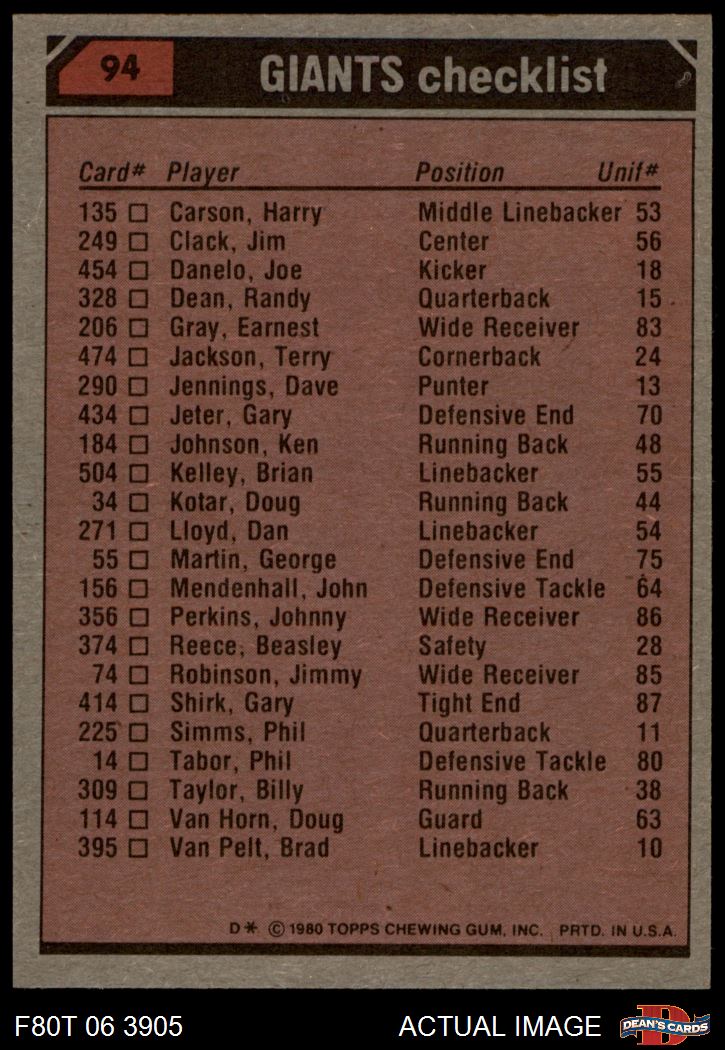 94 GIANTS checklist
Card# Player Position Unif#
135 Carson, Harry Middle Linebacker 53
249 Clack, Jim Center 56
454 Danelo, Joe Kicker 18
328 Dean, Randy Quarterback 15
206 Gray, Earnest Wide Receiver 83
474 Jackson, Terry Cornerback 24
290 Jennings, Dave Punter 13
434 Jeter, Gary Defensive End 70
184 Johnson, Ken Running Back 48
504 Kelley, Brian Linebacker 55
34 Kotar, Doug Running Back 44
271 Lloyd, Dan Linebacker 54
55 Martin, George Defensive End 75
156 Mendenhall, John Defensive Tackle 64
356 Perkins, Johnny Wide Receiver 86
374 Reece, Beasley Safety 28
74 Robinson, Jimmy Wide Receiver 85
414 Shirk, Gary Tight End 87
225 Simms, Phil Quarterback 11
14 Tabor, Phil Defensive Tackle 80
309 Taylor, Billy Running Back 38
114 Van Horn, Doug Guard 63
395 Van Pelt, Brad Linebacker 10
D* © 1980 TOPPS CHEWING GUM, INC. PRTD. IN U.S.A.
F80T 06 3905 ACTUAL IMAGE D DEAN'S CARDS